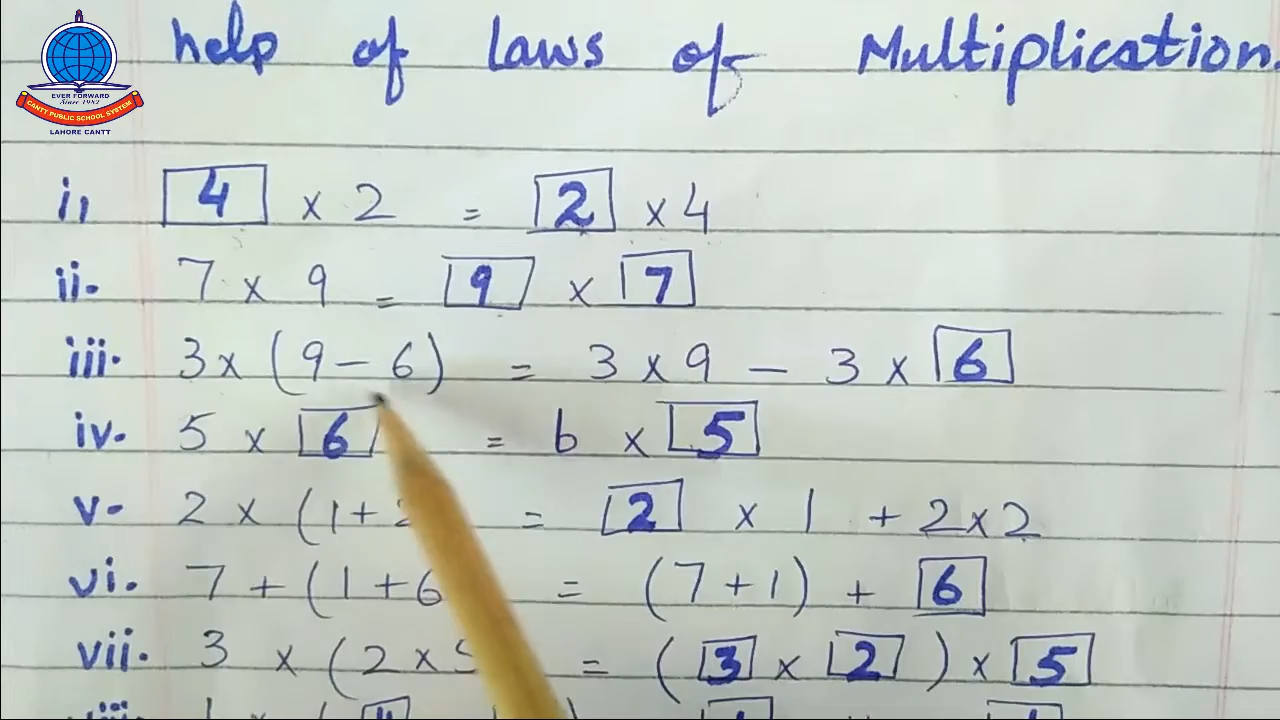 help of laws of Multiplication.
EVER FORWARD
Since 1982
CANTT PUBLIC SCHOOL SYSTEM
LAHORE CANTT
i, 4 × 2 = 2 × 4
ii. 7 × 9 = 9 × 7
iii. 3 × (9 − 6) = 3 × 9 − 3 × 6
iv. 5 × 6 = 6 × 5
v- 2 × (1 + 2 = 2 × 1 + 2 × 2
vi. 7 + (1 + 6 = (7 + 1) + 6
vii. 3 × (2 × 5 = (3 × 2) × 5